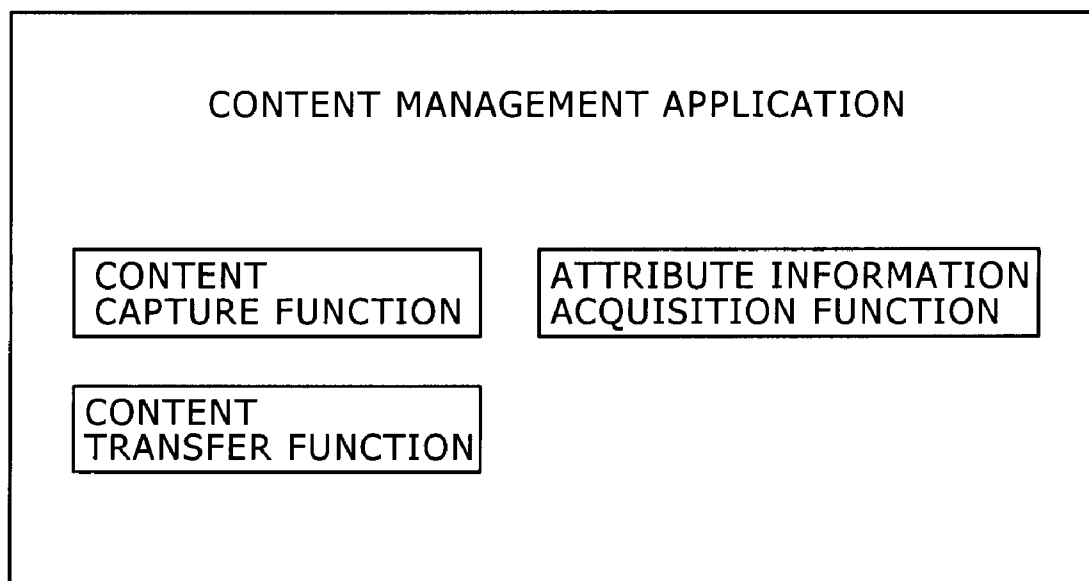 CONTENT MANAGEMENT APPLICATION
CONTENT
CAPTURE FUNCTION
ATTRIBUTE INFORMATION
ACQUISITION FUNCTION
CONTENT
TRANSFER FUNCTION